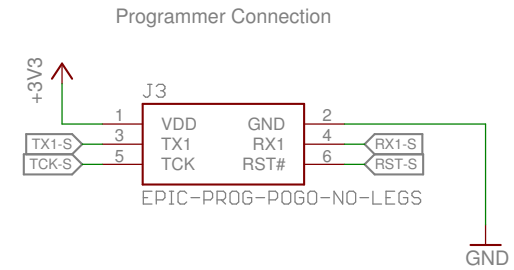 Programmer Connection
+3V3
J3
1 VDD GND 2
TX1-S 3 TX1 RX1 4 RX1-S
TCK-S 5 TCK RST# 6 RST-S
EPIC-PROG-POGO-NO-LEGS
GND